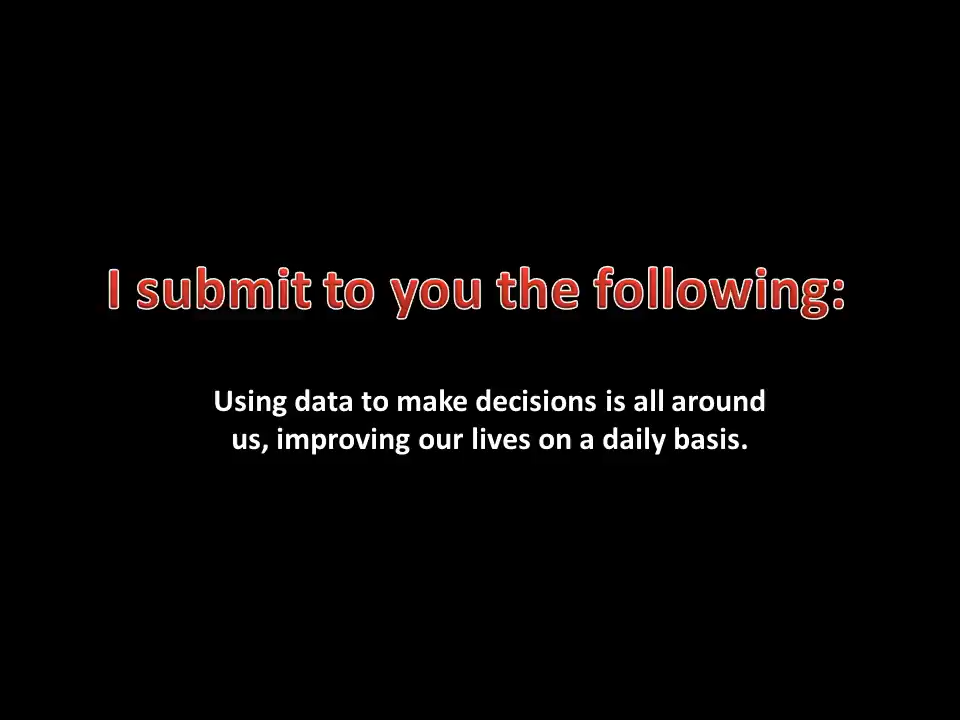 I submit to you the following:
Using data to make decisions is all around
us, improving our lives on a daily basis.